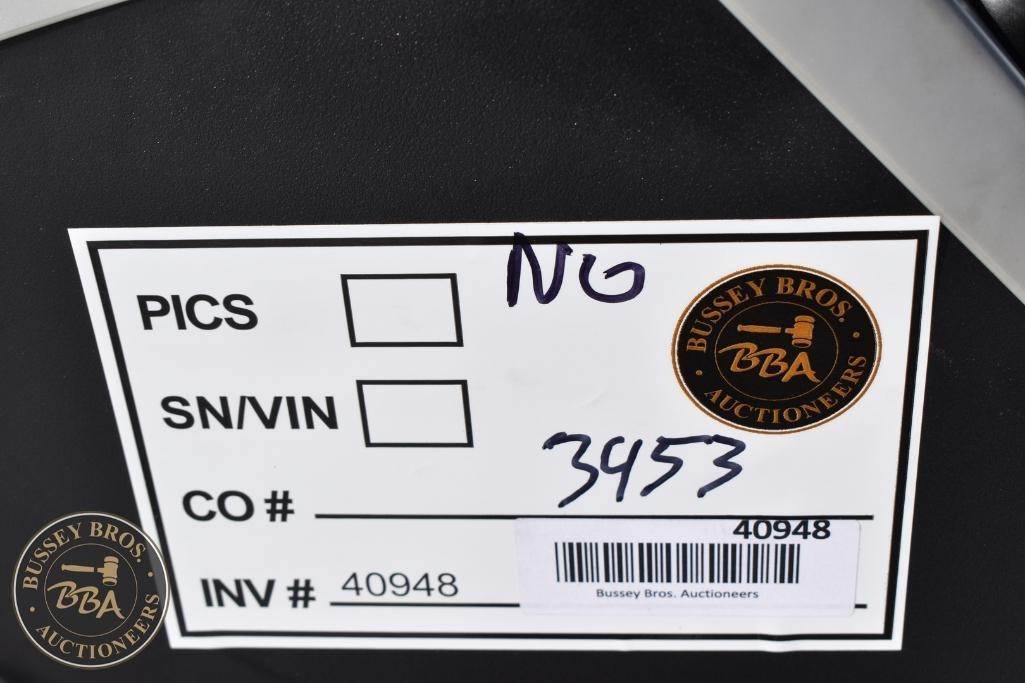 NG
PICS
BUSSEY BROS.
BBA
AUCTIONEERS
SN/VIN
3453
CO #
40948
INV # 40948
Bussey Bros. Auctioneers
BUSSEY BROS.
BBA
AUCTIONEERS